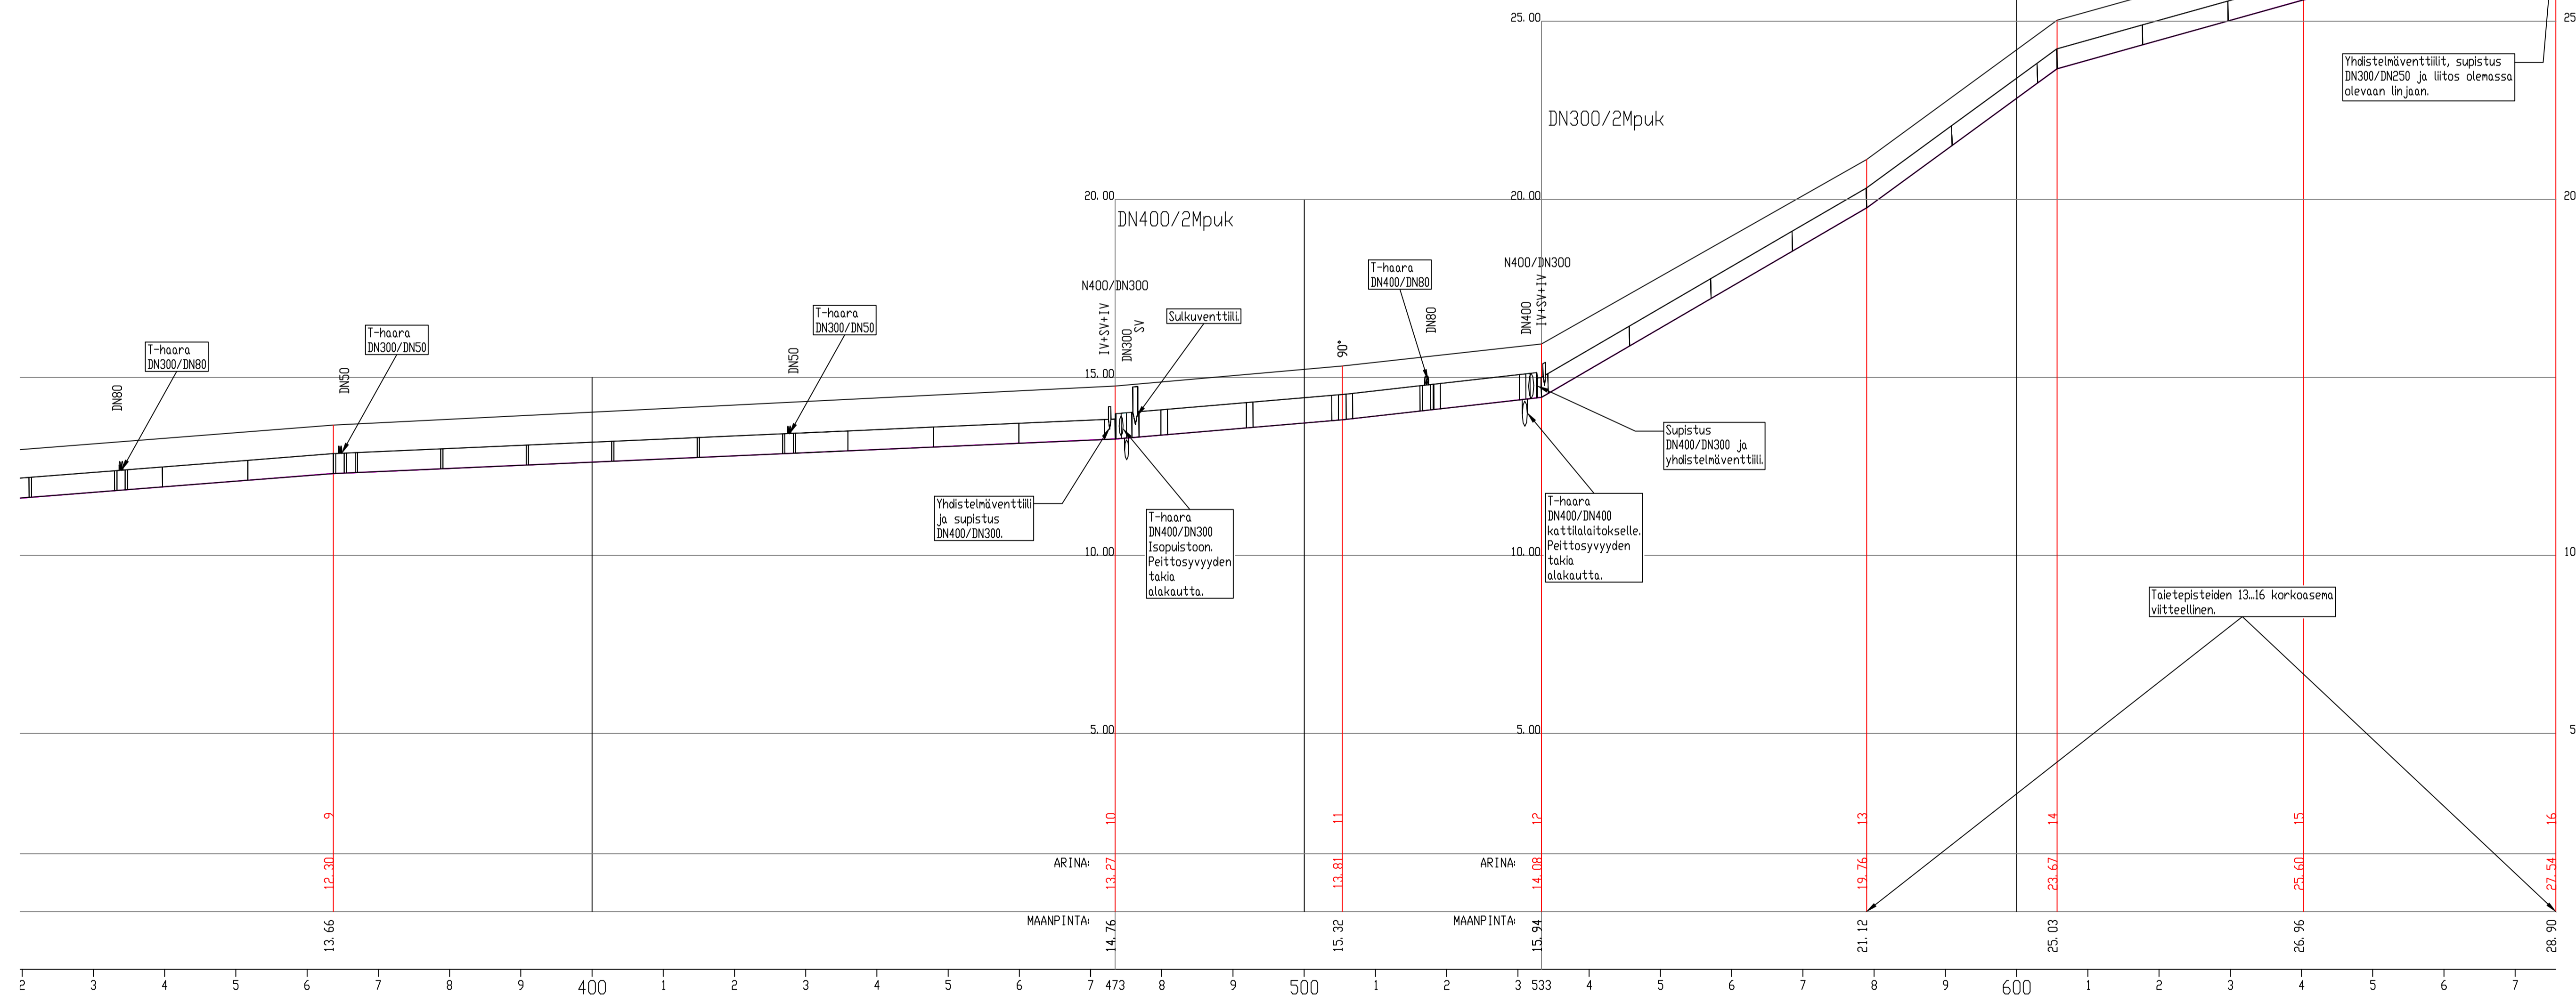 25.00
25
Yhdistelmäventtiilit, supistus
DN300/DN250 ja liitos olemassa
olevaan linjaan.
DN300/2Mpuk
20.00
20.00
20
DN400/2Mpuk
N400/DN300
N400/DN300
T-haara
DN400/DN80
T-haara
DN300/DN50
Sulkuventtiili.
T-haara
DN300/DN50
T-haara
DN300/DN80
DN80
DN50
DN50
IV+SV+IV
DN300
SV
90°
DN80
DN400
IV+SV+IV
15.00
Supistus
DN400/DN300 ja
yhdistelmäventtiili.
Yhdistelmäventtiili
ja supistus
DN400/DN300.
T-haara
DN400/DN300
Isopuistoon.
Peittosyvyyden
takia
alakautta.
T-haara
DN400/DN400
kattilalaitokselle.
Peittosyvyyden
takia
alakautta.
10.00
10.00
10
Taietepisteiden 13...16 korkoasema
viitteellinen.
5.00
5.00
5
9
10
11
12
13
14
15
16
ARINA:
ARINA:
12.30
13.27
13.81
14.08
19.76
23.67
25.60
27.54
MAANPINTA:
MAANPINTA:
13.66
14.76
15.32
15.94
21.12
25.03
26.96
28.90
2 3 4 5 6 7 8 9 400 1 2 3 4 5 6 7 473 8 9 500 1 2 3 533 4 5 6 7 8 9 600 1 2 3 4 5 6 7